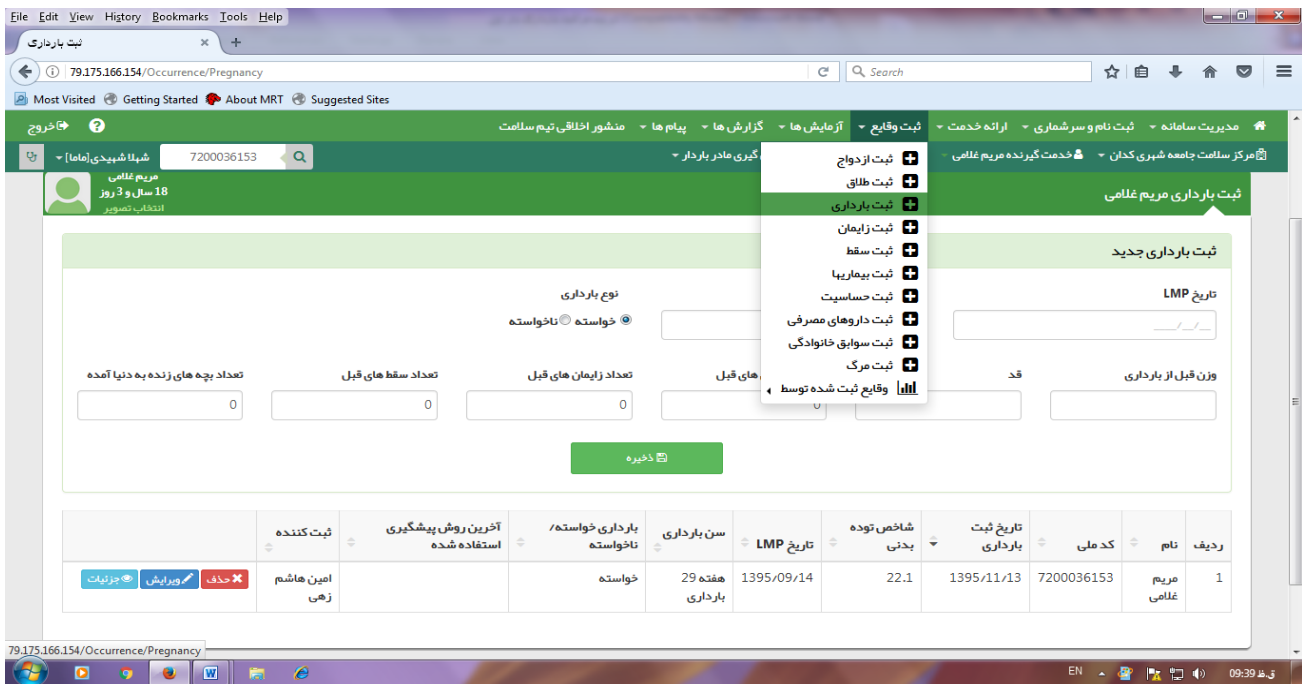 File Edit View History Bookmarks Tools Help
ثبت بارداری × +
79.175.166.154/Occurrence/Pregnancy
Search
Most Visited Getting Started About MRT Suggested Sites
مدیریت سامانه ثبت نام و سرشماری ارائه خدمت ثبت وقایع آزمایش ها گزارش ها پیام ها منشور اخلاقی تیم سلامت ? خروج
مرکز سلامت جامعه شهری کدان خدمت گیرنده مریم غلامی گیری مادر باردار 7200036153 شهلا شهیدی[ماما]
ثبت ازدواج
ثبت طلاق
ثبت بارداری
ثبت زایمان
ثبت سقط
ثبت بیماریها
ثبت حساسیت
ثبت داروهای مصرفی
ثبت سوابق خانوادگی
ثبت مرگ
وقایع ثبت شده توسط
ثبت بارداری مریم غلامی
مریم غلامی
18 سال و 3 روز
انتخاب تصویر
ثبت بارداری جدید
تاریخ LMP نوع بارداری
__/__/____ خواسته ناخواسته
وزن قبل از بارداری قد های قبل تعداد زایمان های قبل تعداد سقط های قبل تعداد بچه های زنده به دنیا آمده
0 0 0 0
ذخیره
ردیف نام کد ملی تاریخ ثبت بارداری شاخص توده بدنی تاریخ LMP سن بارداری بارداری خواسته/ ناخواسته آخرین روش پیشگیری استفاده شده ثبت کننده
1 مریم غلامی 7200036153 1395/11/13 22.1 1395/09/14 29 هفته بارداری خواسته امین هاشم زهی حذف ویرایش جزئیات
79.175.166.154/Occurrence/Pregnancy
EN 09:39 ق.ظ